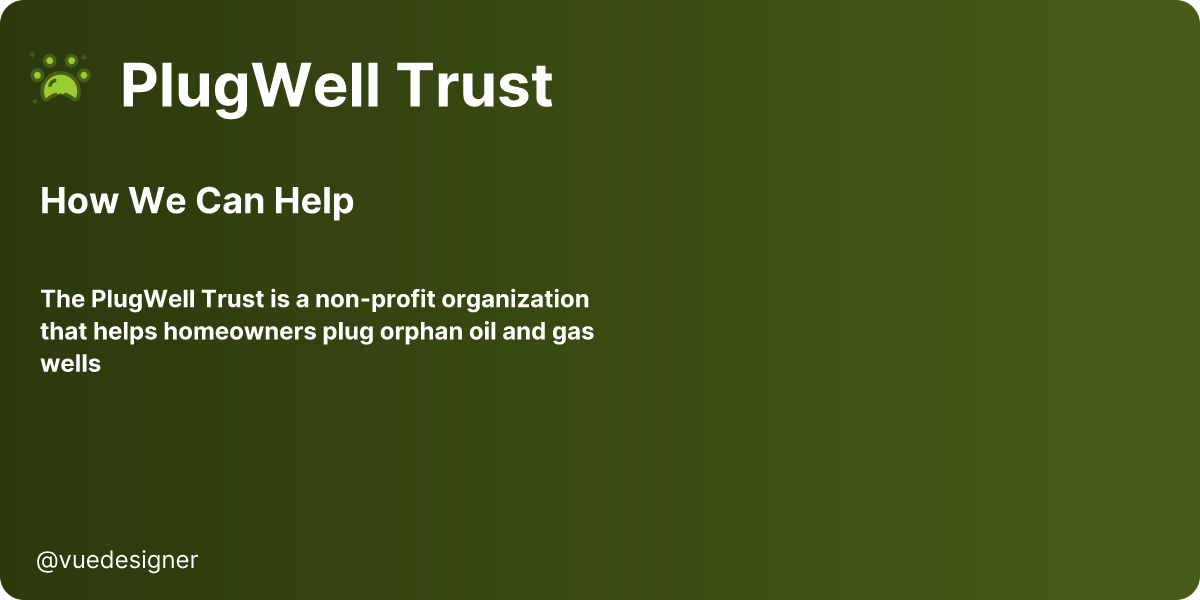 PlugWell Trust
How We Can Help
The PlugWell Trust is a non-profit organization
that helps homeowners plug orphan oil and gas
wells
@vuedesigner